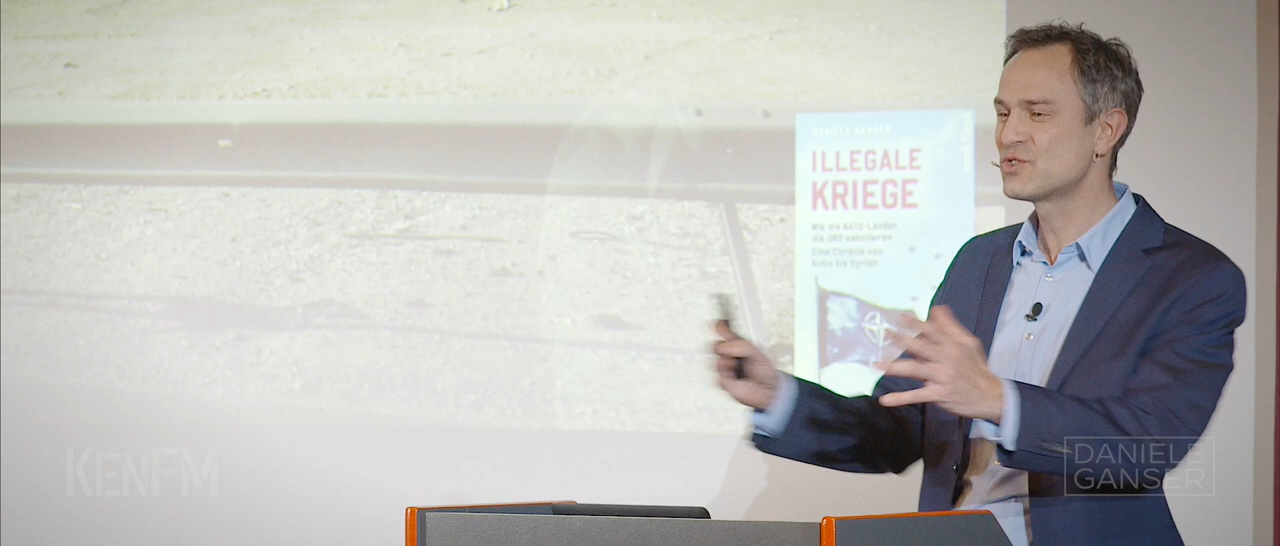 DANIELE GANSER
ILLEGALE
KRIEGE
Wie die NATO-Länder
die UNO sabotieren
Eine Chronik von
Kuba bis Syrien
KENFM
DANIELE
GANSER